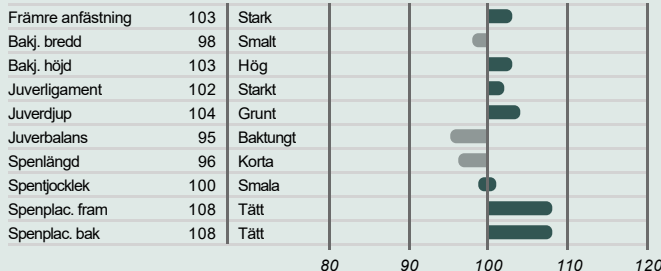 Främre anfästning 103 Stark
Bakj. bredd 98 Smalt
Bakj. höjd 103 Hög
Juverligament 102 Starkt
Juverdjup 104 Grunt
Juverbalans 95 Baktungt
Spenlängd 96 Korta
Spentjocklek 100 Smala
Spenplac. fram 108 Tätt
Spenplac. bak 108 Tätt
80 90 100 110 120